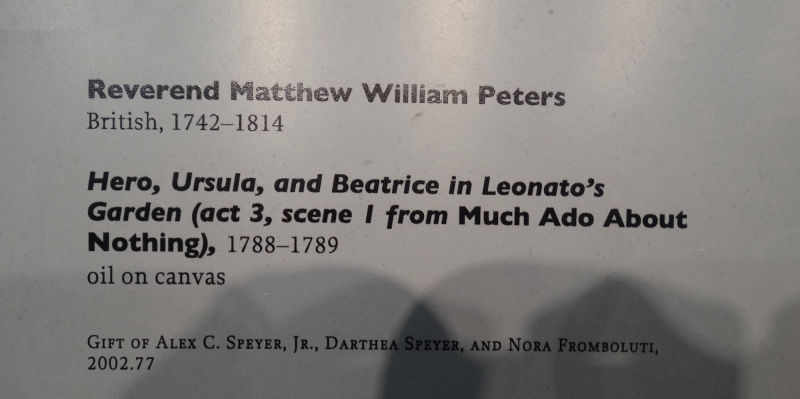 Reverend Matthew William Peters
British, 1742–1814
Hero, Ursula, and Beatrice in Leonato’s
Garden (act 3, scene 1 from Much Ado About
Nothing), 1788–1789
oil on canvas
Gift of Alex C. Speyer, Jr., Darthea Speyer, and Nora Fromboluti,
2002.77